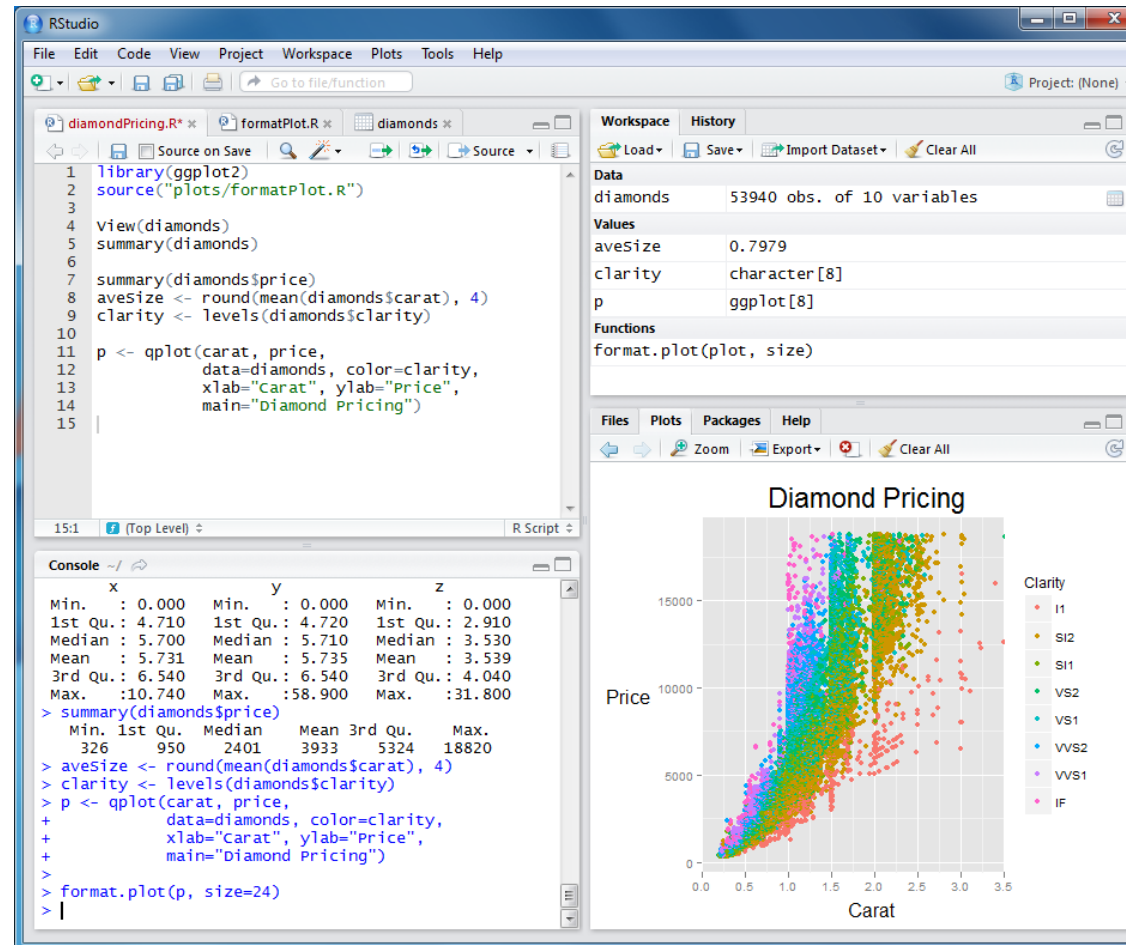 RStudio
File Edit Code View Project Workspace Plots Tools Help
Go to file/function
Project: (None)
diamondPricing.R* formatPlot.R diamonds
Source on Save Source
1 library(ggplot2)
2 source("plots/formatPlot.R")
3
4 View(diamonds)
5 summary(diamonds)
6
7 summary(diamonds$price)
8 aveSize <- round(mean(diamonds$carat), 4)
9 clarity <- levels(diamonds$clarity)
10
11 p <- qplot(carat, price,
12 data=diamonds, color=clarity,
13 xlab="Carat", ylab="Price",
14 main="Diamond Pricing")
15
15:1 (Top Level) R Script
Console ~/
x y z
Min. : 0.000 Min. : 0.000 Min. : 0.000
1st Qu.: 4.710 1st Qu.: 4.720 1st Qu.: 2.910
Median : 5.700 Median : 5.710 Median : 3.530
Mean : 5.731 Mean : 5.735 Mean : 3.539
3rd Qu.: 6.540 3rd Qu.: 6.540 3rd Qu.: 4.040
Max. :10.740 Max. :58.900 Max. :31.800
> summary(diamonds$price)
Min. 1st Qu. Median Mean 3rd Qu. Max.
326 950 2401 3933 5324 18820
> aveSize <- round(mean(diamonds$carat), 4)
> clarity <- levels(diamonds$clarity)
> p <- qplot(carat, price,
+ data=diamonds, color=clarity,
+ xlab="Carat", ylab="Price",
+ main="Diamond Pricing")
>
> format.plot(p, size=24)
>
Workspace History
Load Save Import Dataset Clear All
Data
diamonds 53940 obs. of 10 variables
Values
aveSize 0.7979
clarity character[8]
p ggplot[8]
Functions
format.plot(plot, size)
Files Plots Packages Help
Zoom Export Clear All
Diamond Pricing
Price
15000
10000
5000
0
0.0 0.5 1.0 1.5 2.0 2.5 3.0 3.5
Carat
Clarity
I1
SI2
SI1
VS2
VS1
VVS2
VVS1
IF